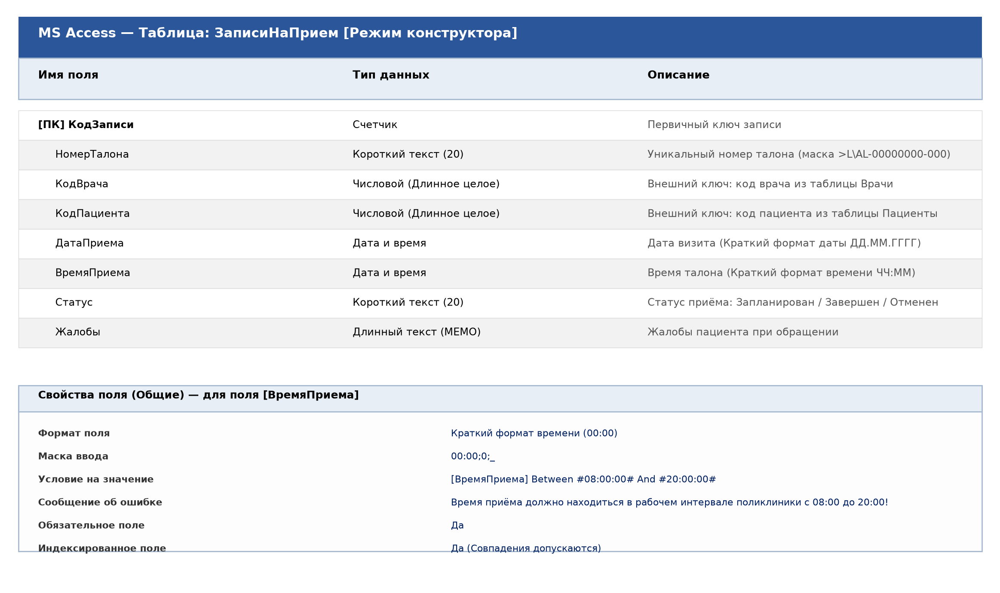 MS Access — Таблица: ЗаписиНаПрием [Режим конструктора]
Имя поля Тип данных Описание
[ПК] КодЗаписи Счетчик Первичный ключ записи
НомерТалона Короткий текст (20) Уникальный номер талона (маска >L\AL-00000000-000)
КодВрача Числовой (Длинное целое) Внешний ключ: код врача из таблицы Врачи
КодПациента Числовой (Длинное целое) Внешний ключ: код пациента из таблицы Пациенты
ДатаПриема Дата и время Дата визита (Краткий формат даты ДД.ММ.ГГГГ)
ВремяПриема Дата и время Время талона (Краткий формат времени ЧЧ:ММ)
Статус Короткий текст (20) Статус приёма: Запланирован / Завершен / Отменен
Жалобы Длинный текст (MEMO) Жалобы пациента при обращении
Свойства поля (Общие) — для поля [ВремяПриема]
Формат поля Краткий формат времени (00:00)
Маска ввода 00:00;0;_
Условие на значение [ВремяПриема] Between #08:00:00# And #20:00:00#
Сообщение об ошибке Время приёма должно находиться в рабочем интервале поликлиники с 08:00 до 20:00!
Обязательное поле Да
Индексированное поле Да (Совпадения допускаются)